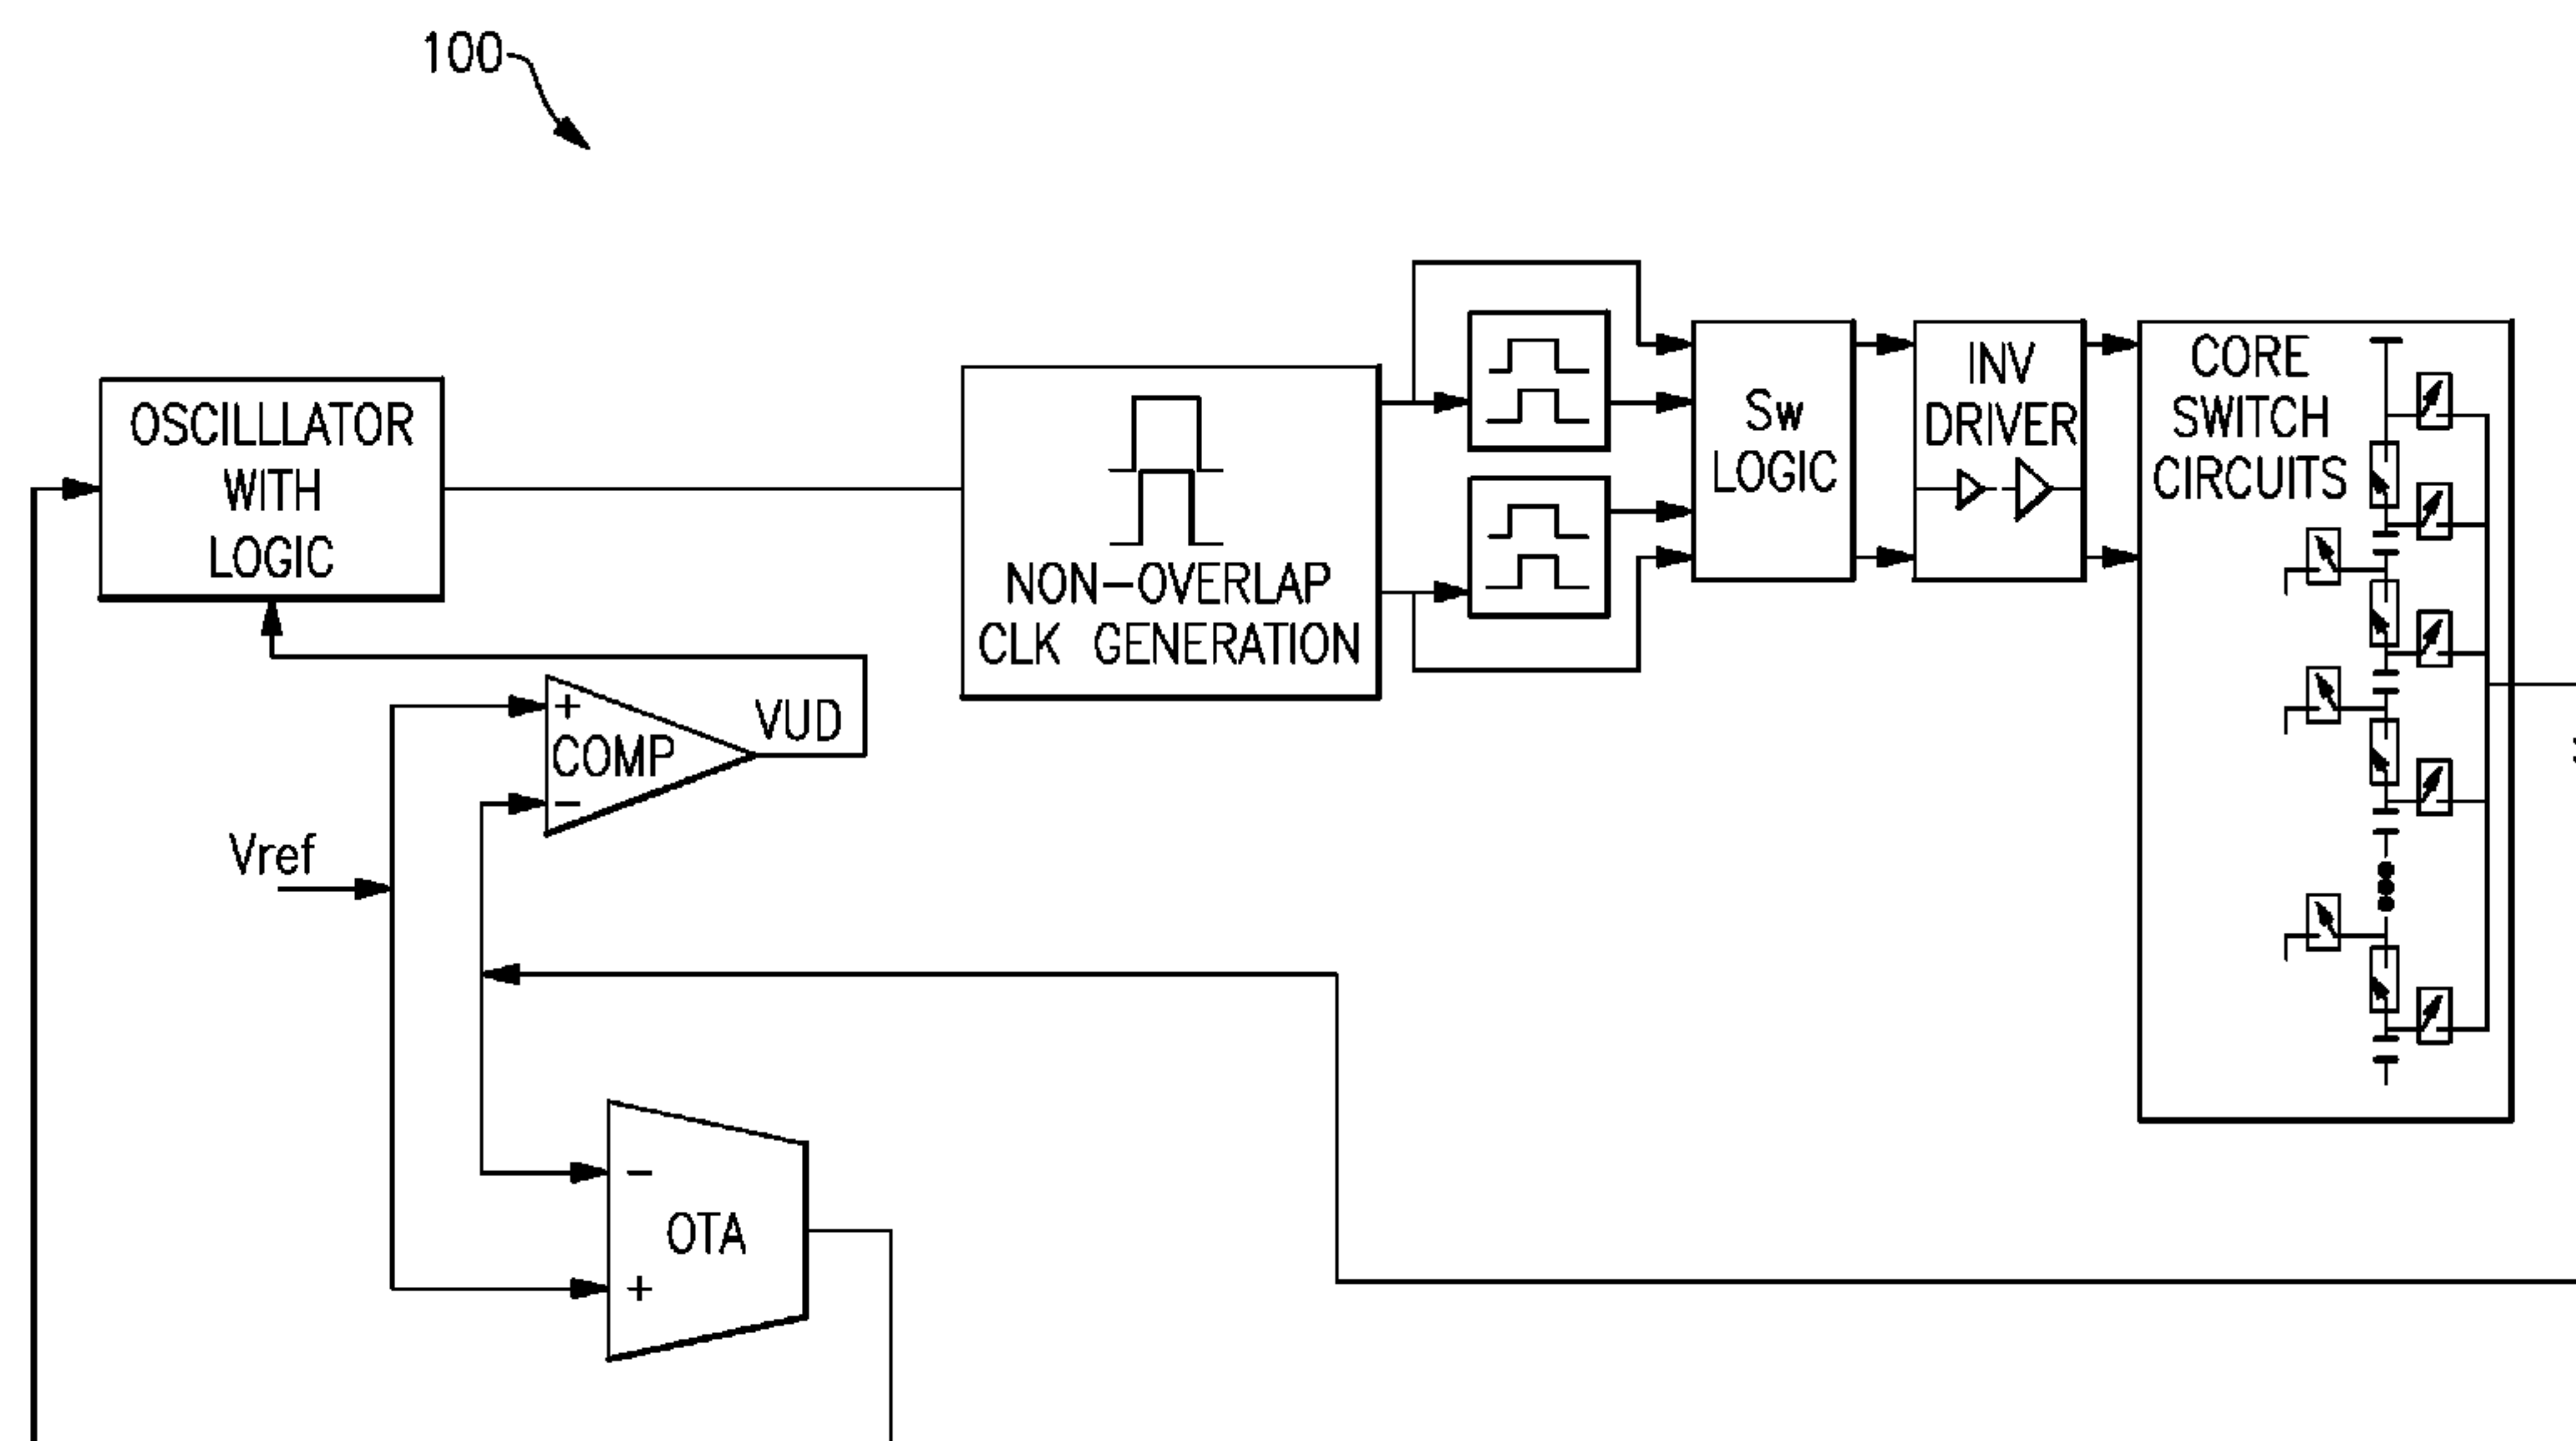 100
OSCILLLATOR
WITH
LOGIC
NON-OVERLAP
CLK GENERATION
Sw
LOGIC
INV
DRIVER
CORE
SWITCH
CIRCUITS
+
COMP
-
VUD
Vref
-
OTA
+